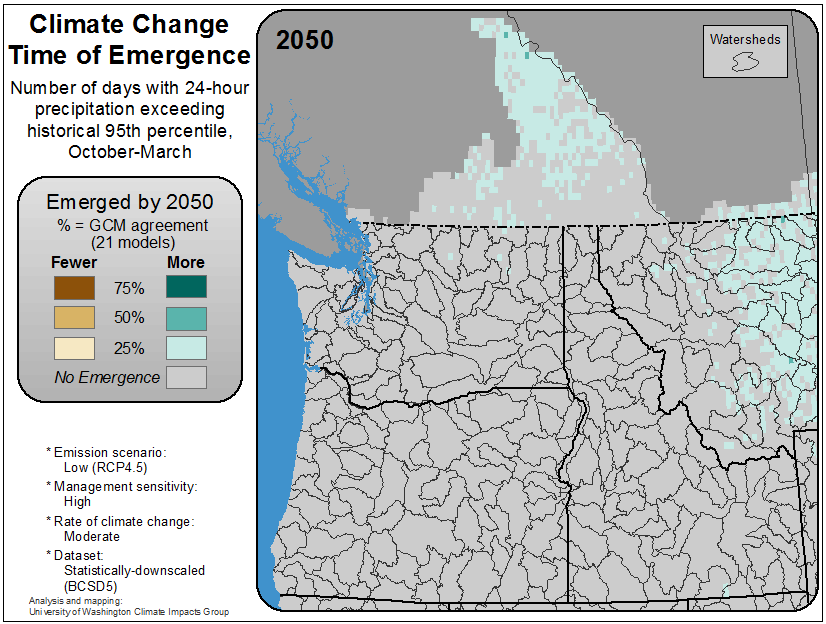 Climate Change
Time of Emergence
Number of days with 24-hour
precipitation exceeding
historical 95th percentile,
October-March
Emerged by 2050
% = GCM agreement
(21 models)
Fewer More
75%
50%
25%
No Emergence
* Emission scenario:
Low (RCP4.5)
* Management sensitivity:
High
* Rate of climate change:
Moderate
* Dataset:
Statistically-downscaled
(BCSD5)
Analysis and mapping:
University of Washington Climate Impacts Group
2050
Watersheds